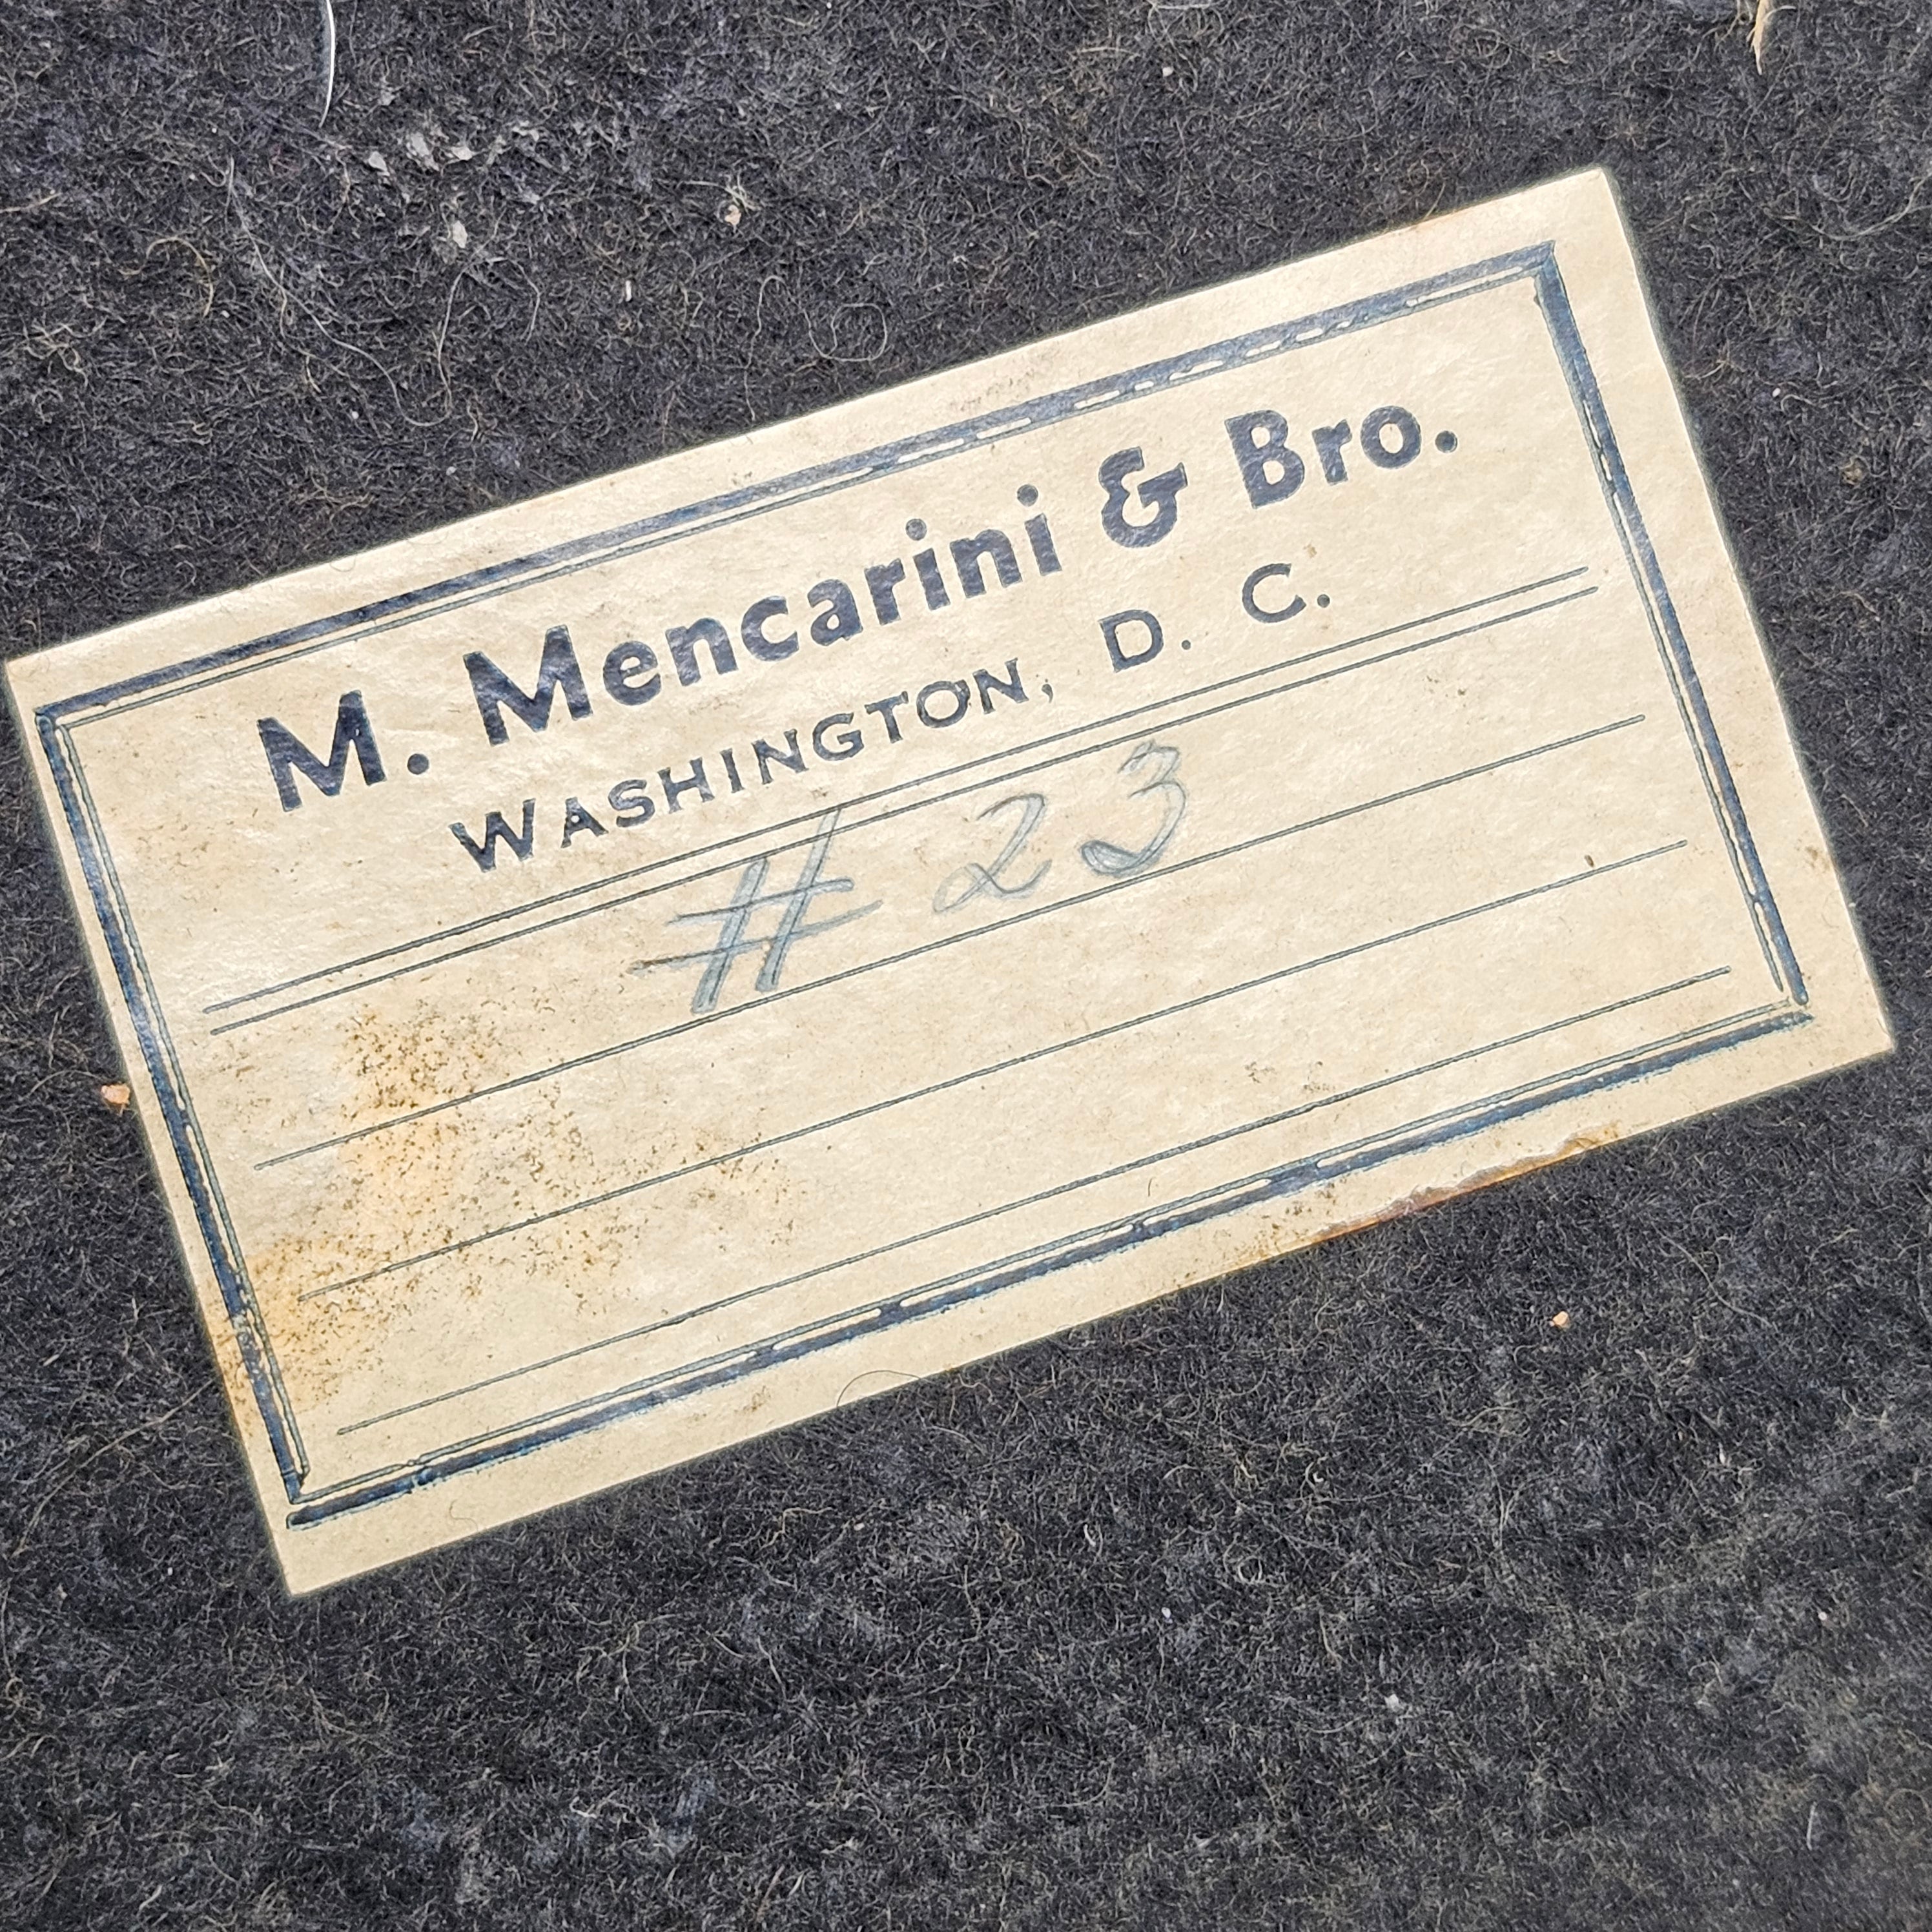 M. Mencarini & Bro.
WASHINGTON, D. C.
# 23